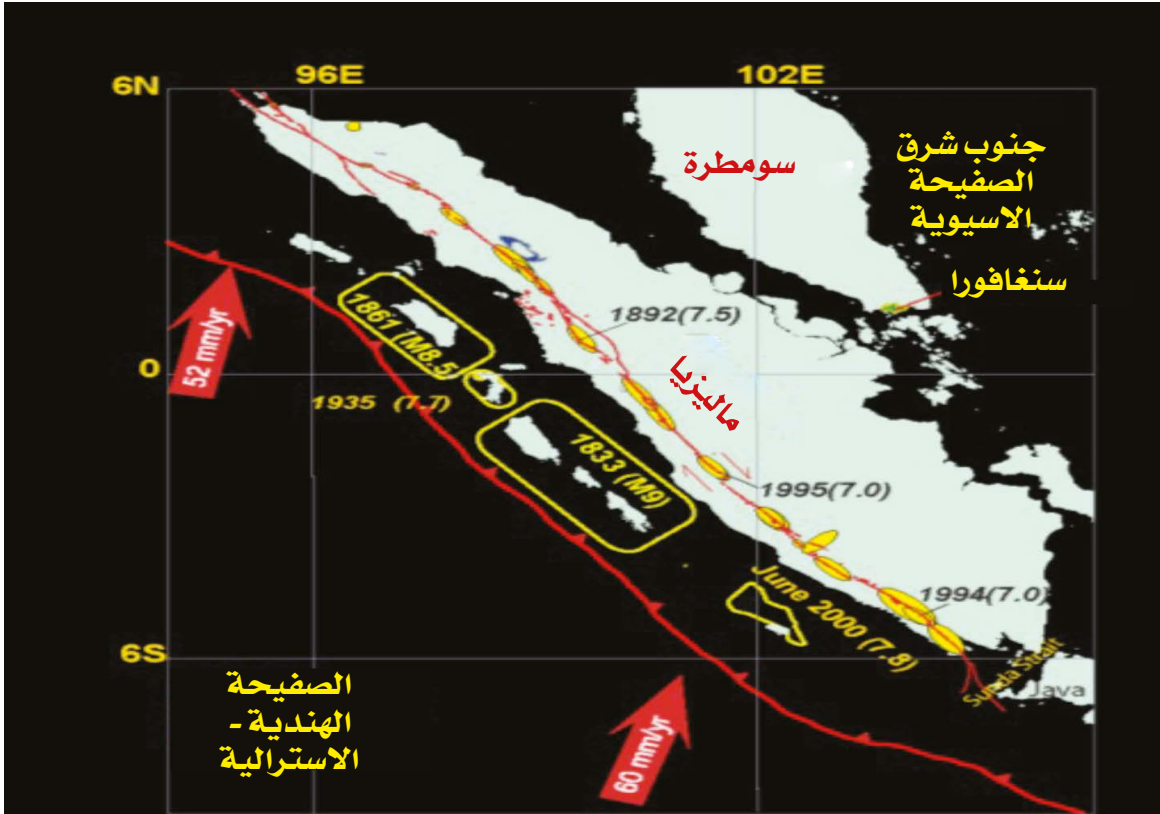 96E
102E
6N
جنوب شرق
الصفيحة
الاسيوية
سومطرة
سنغافورا
1892(7.5)
1861 (M8.5
52 mm/yr
0
ماليزيا
1935 (7.7)
1833 (M9)
1995(7.0)
June 2000 (7.8)
1994(7.0)
6S
Sunda Strait
Java
الصفيحة
الهندية -
الاسترالية
60 mm/yr